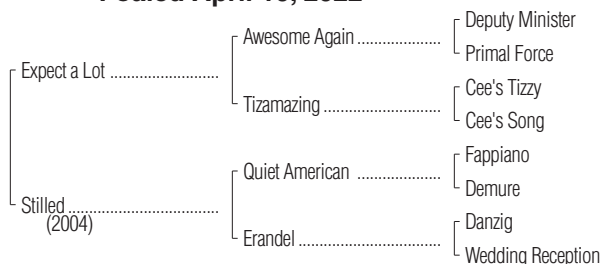 Foaled April 2022
Deputy Minister
Awesome Again
Primal Force
Expect a Lot
Cee's Tizzy
Tizamazing
Cee's Song
Fappiano
Quiet American
Demure
Stilled
(2004)
Danzig
Erandel
Wedding Reception